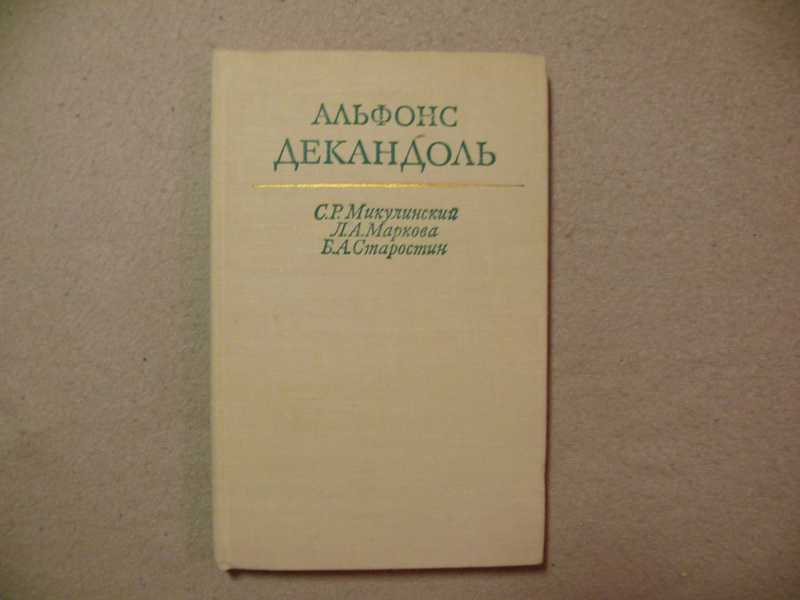 АЛЬФОНС
ДЕКАНДОЛЬ
С.Р. Микулинский
Л.А. Маркова
Б.А. Старостин